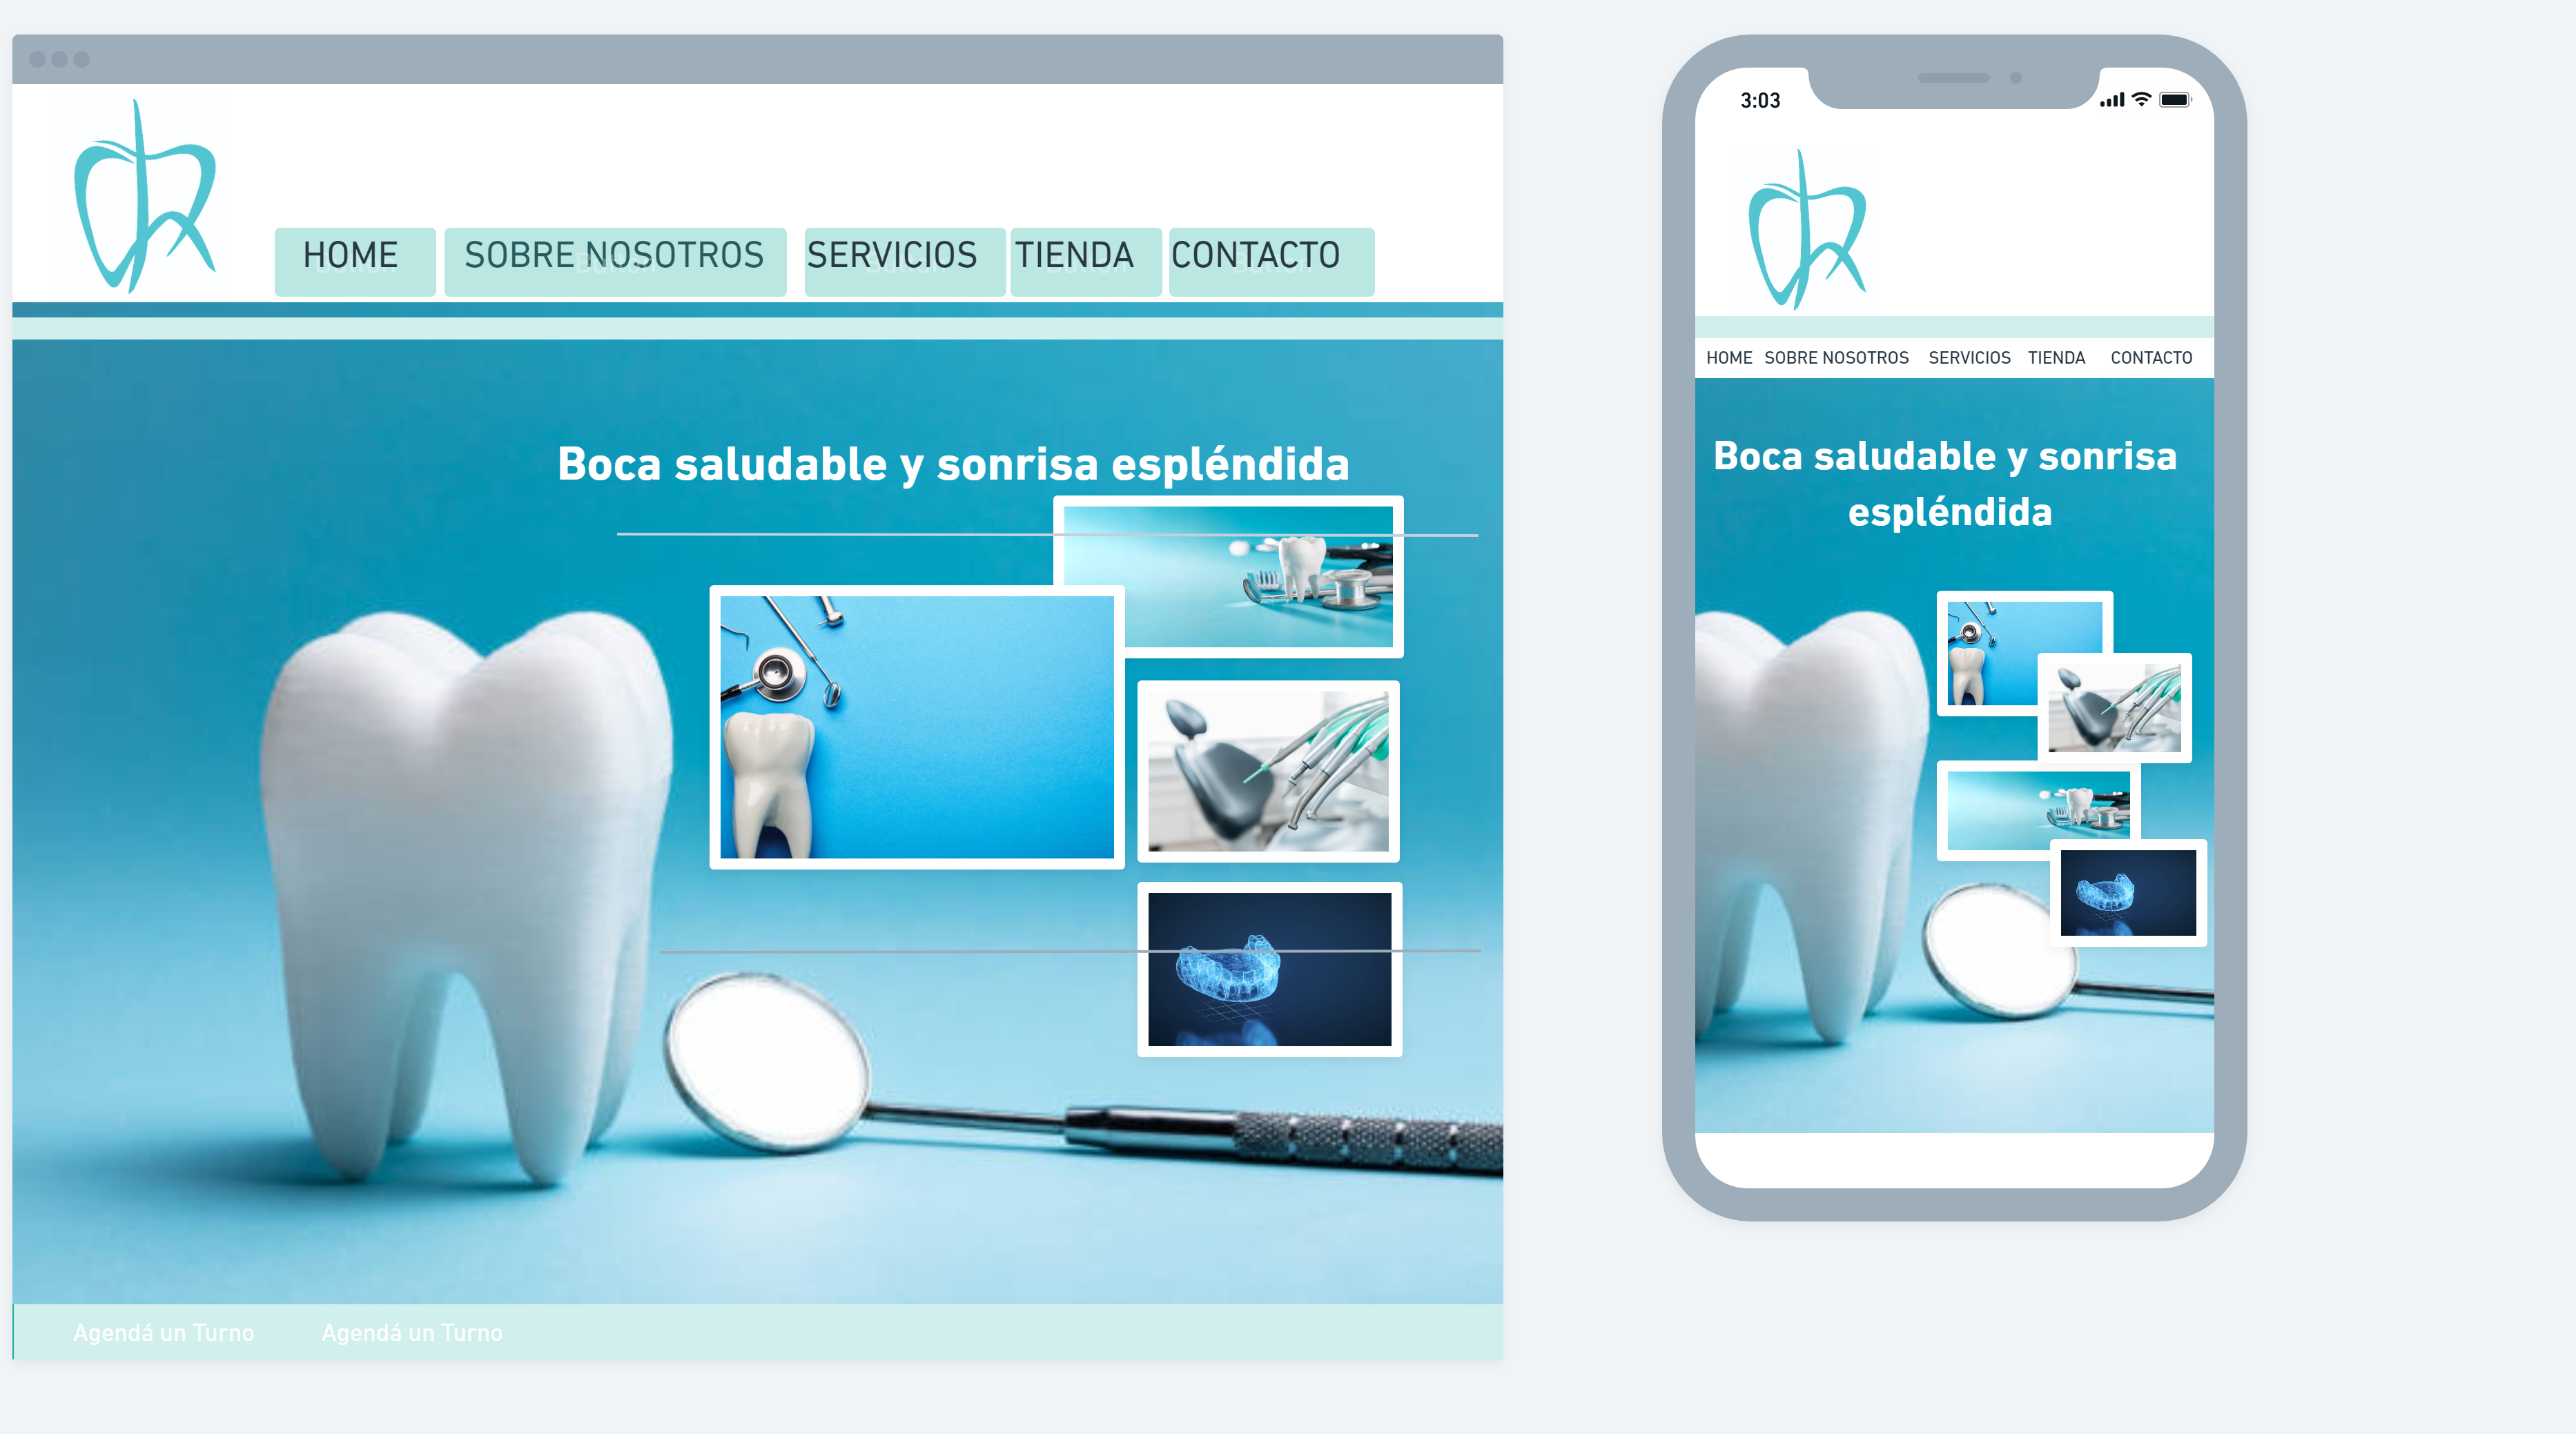 HOME SOBRE NOSOTROS SERVICIOS TIENDA CONTACTO
Button
Boca saludable y sonrisa espléndida
Agendá un Turno Agendá un Turno
3:03
HOME SOBRE NOSOTROS SERVICIOS TIENDA CONTACTO
Boca saludable y sonrisa
espléndida